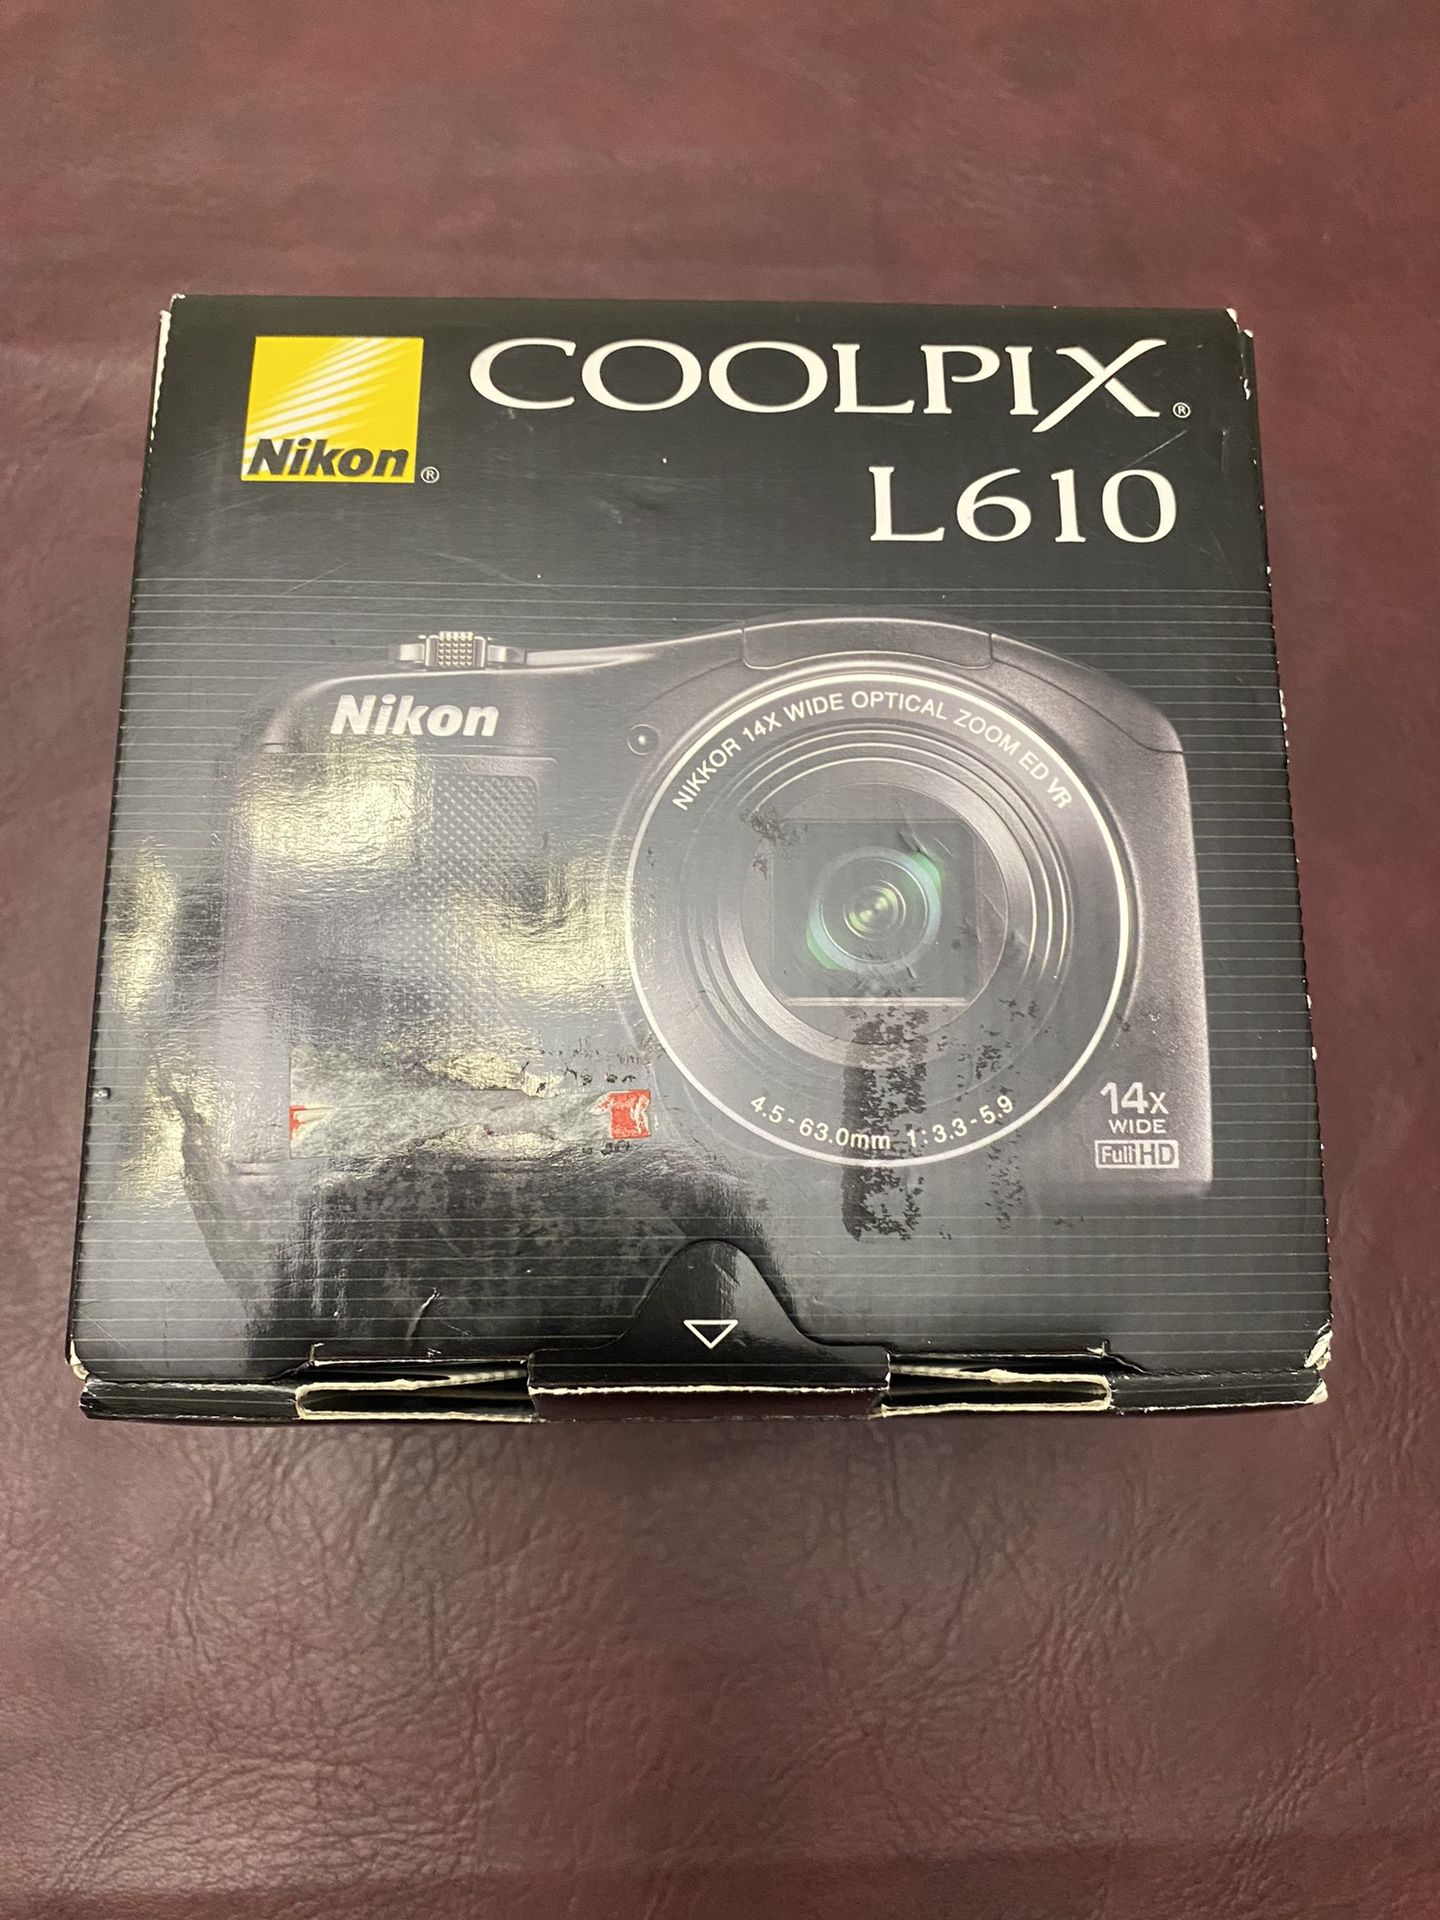 Nikon®
COOLPIX®
L610
Nikon
NIKKOR 14X WIDE OPTICAL ZOOM ED VR
4.5-63.0mm 1:3.3-5.9
14x
WIDE
Full HD